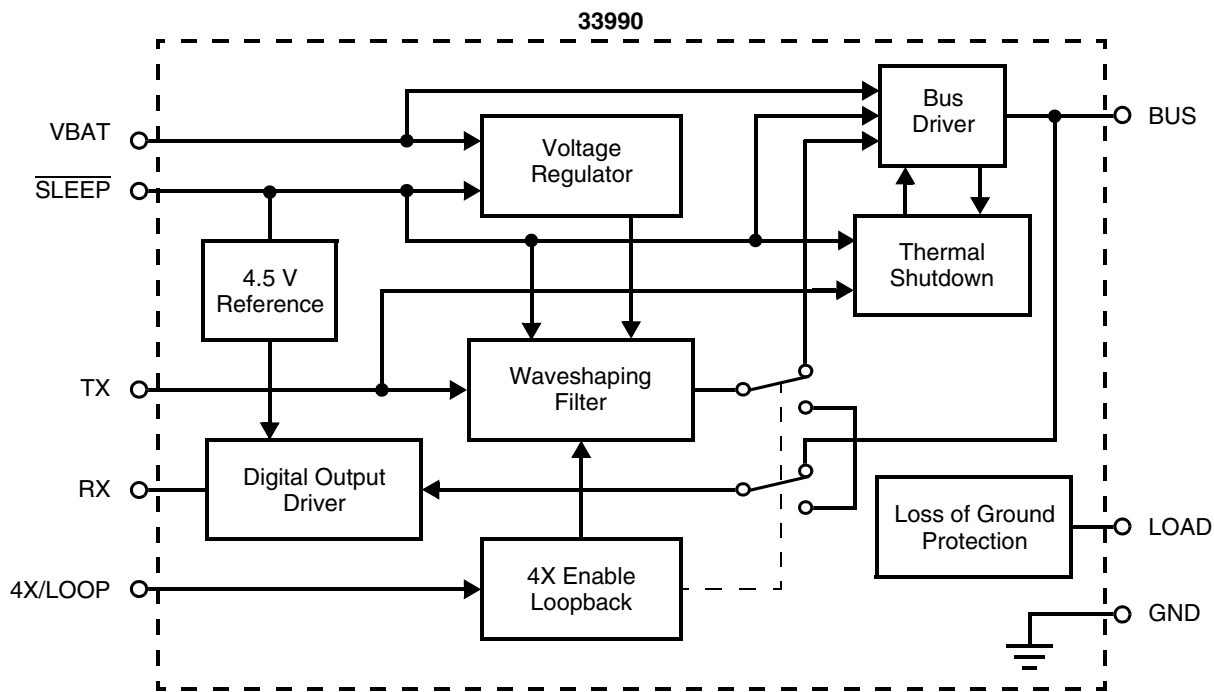 33990
VBAT
SLEEP
TX
RX
4X/LOOP
Voltage
Regulator
4.5 V
Reference
Waveshaping
Filter
Digital Output
Driver
4X Enable
Loopback
Bus
Driver
Thermal
Shutdown
Loss of Ground
Protection
BUS
LOAD
GND